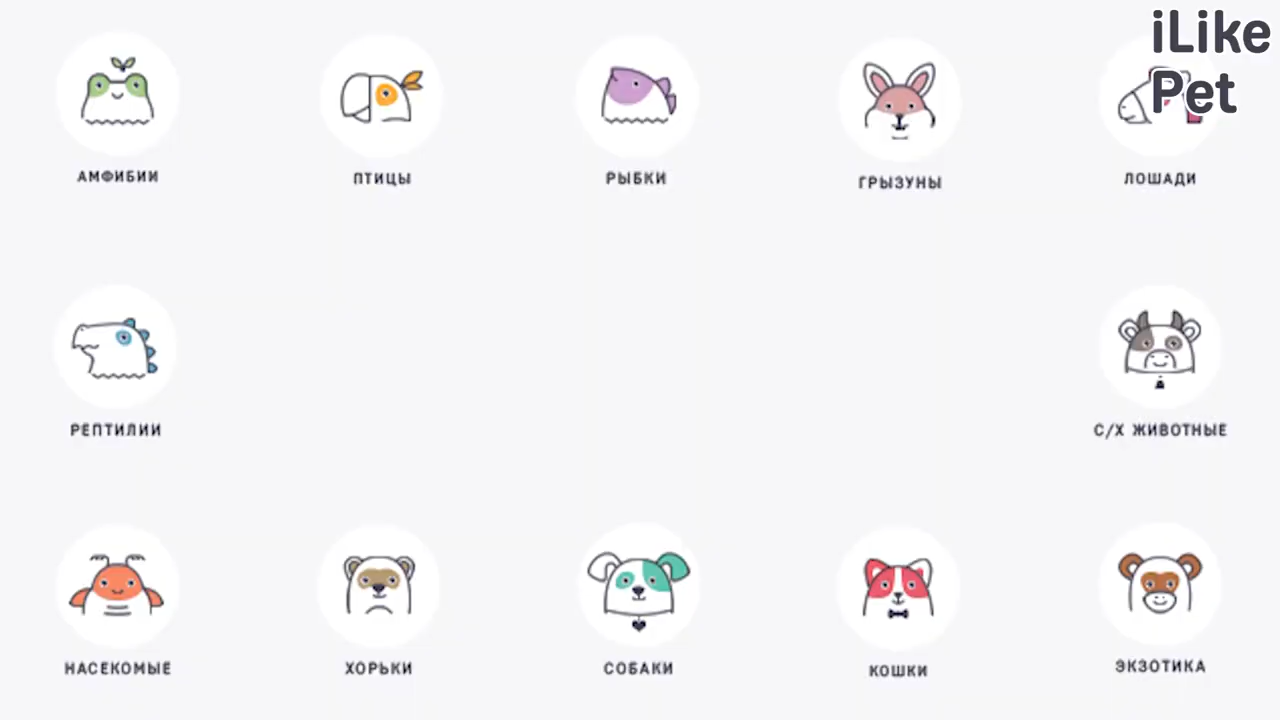 iLike
Pet
АМФИБИИ
ПТИЦЫ
РЫБКИ
ГРЫЗУНЫ
ЛОШАДИ
РЕПТИЛИИ
С/Х ЖИВОТНЫЕ
НАСЕКОМЫЕ
ХОРЬКИ
СОБАКИ
КОШКИ
ЭКЗОТИКА